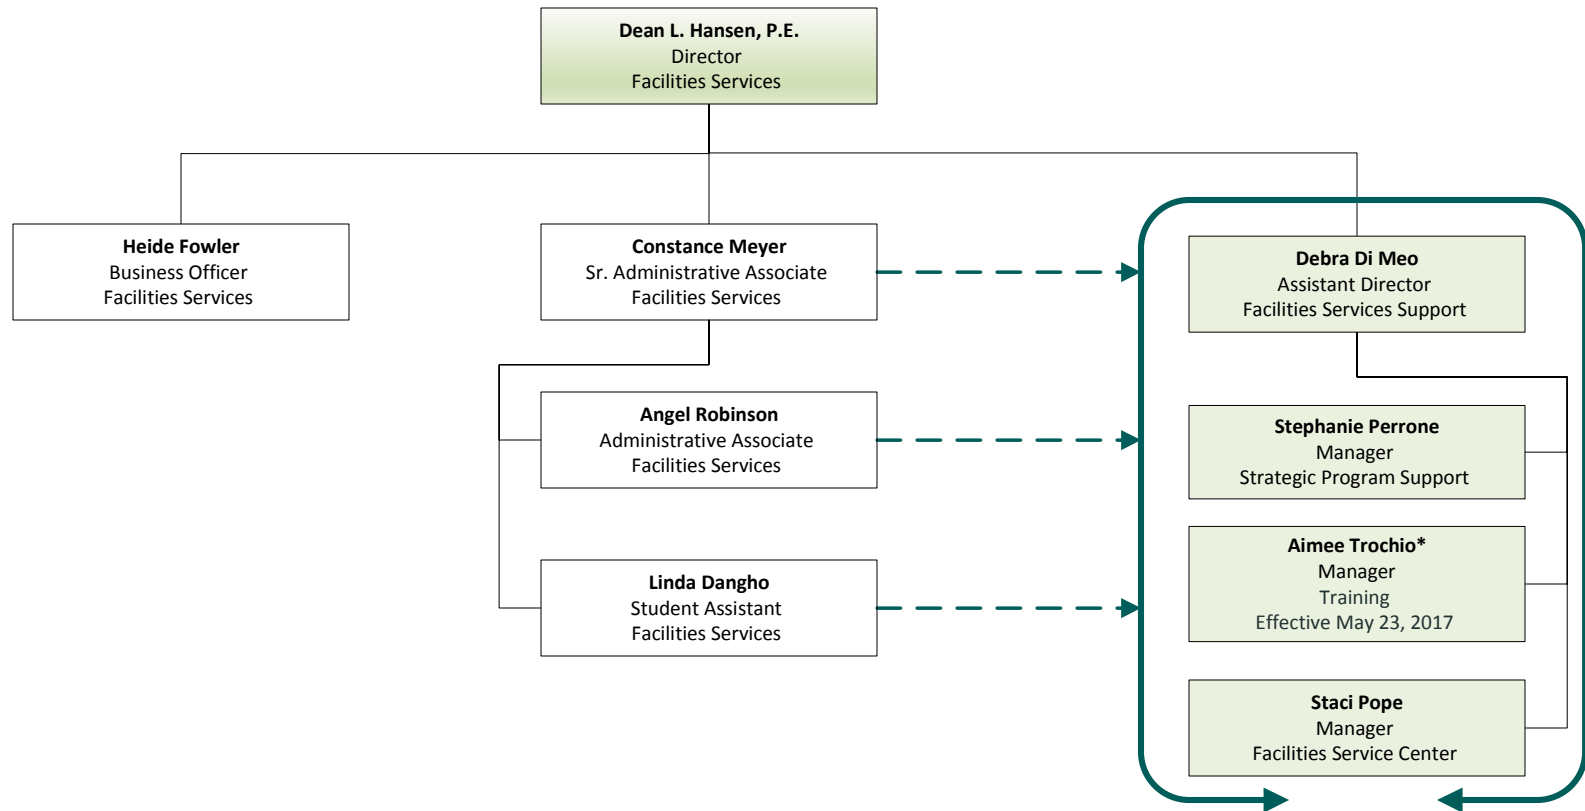 Dean L. Hansen, P.E.
Director
Facilities Services
Heide Fowler
Business Officer
Facilities Services
Constance Meyer
Sr. Administrative Associate
Facilities Services
Debra Di Meo
Assistant Director
Facilities Services Support
Angel Robinson
Administrative Associate
Facilities Services
Stephanie Perrone
Manager
Strategic Program Support
Linda Dangho
Student Assistant
Facilities Services
Aimee Trochio*
Manager
Training
Effective May 23, 2017
Staci Pope
Manager
Facilities Service Center